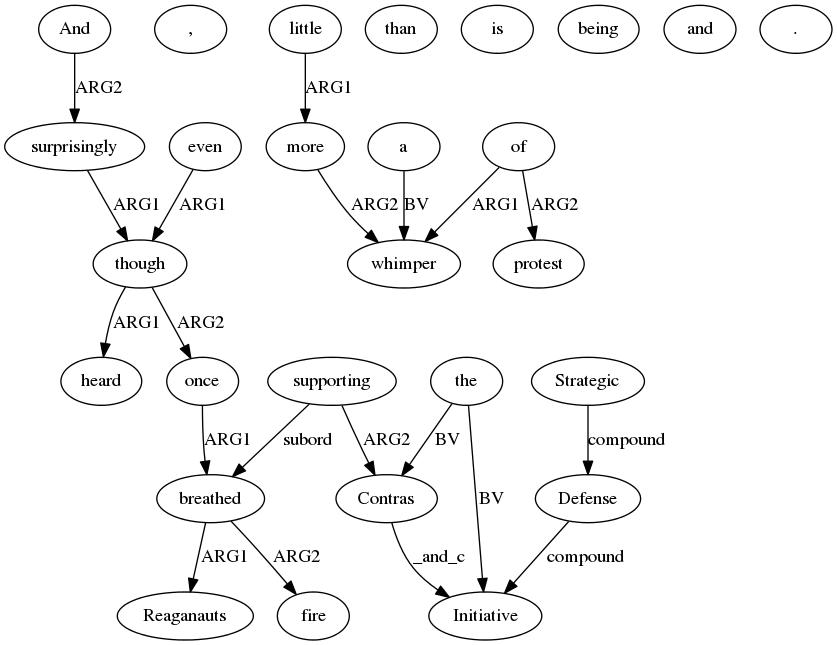 And , little than is being and .
ARG2 ARG1
surprisingly even more a of
ARG1 ARG1 ARG2 BV ARG1 ARG2
though whimper protest
ARG1 ARG2
heard once supporting the Strategic
ARG1 subord ARG2 BV compound
breathed Contras BV Defense
ARG1 ARG2 _and_c compound
Reaganauts fire Initiative